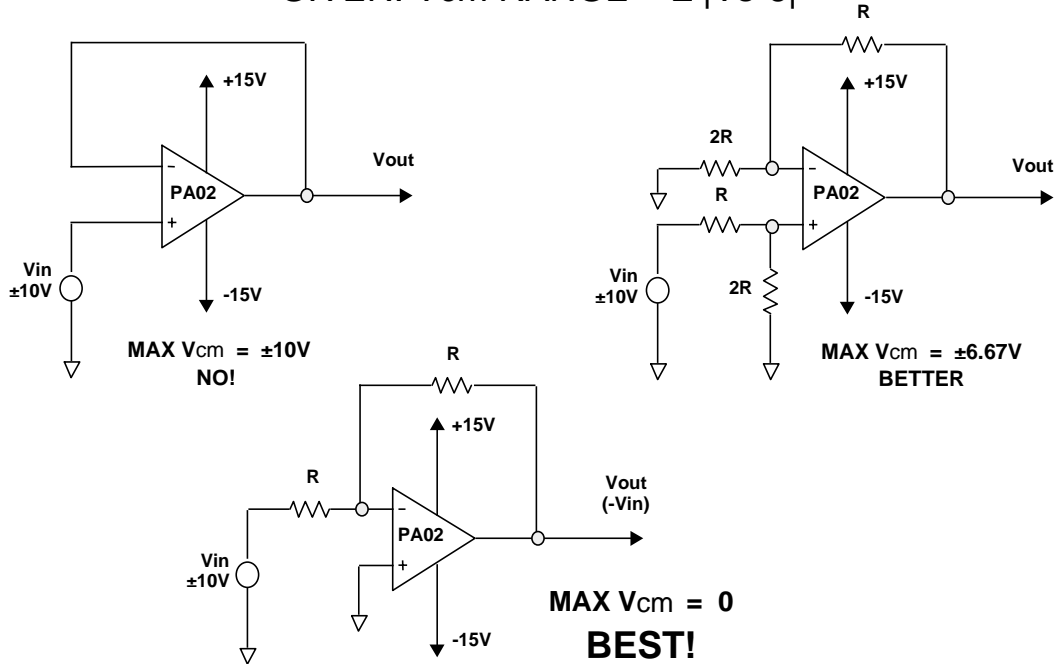 R
+15V
Vout
PA02
−
+
Vin
±10V
-15V
MAX Vcm = ±10V
NO!
+15V
2R
Vout
PA02
−
+
R
Vin
±10V
2R
-15V
MAX Vcm = ±6.67V
BETTER
R
+15V
R
Vout
(-Vin)
PA02
−
+
Vin
±10V
-15V
MAX Vcm = 0
BEST!